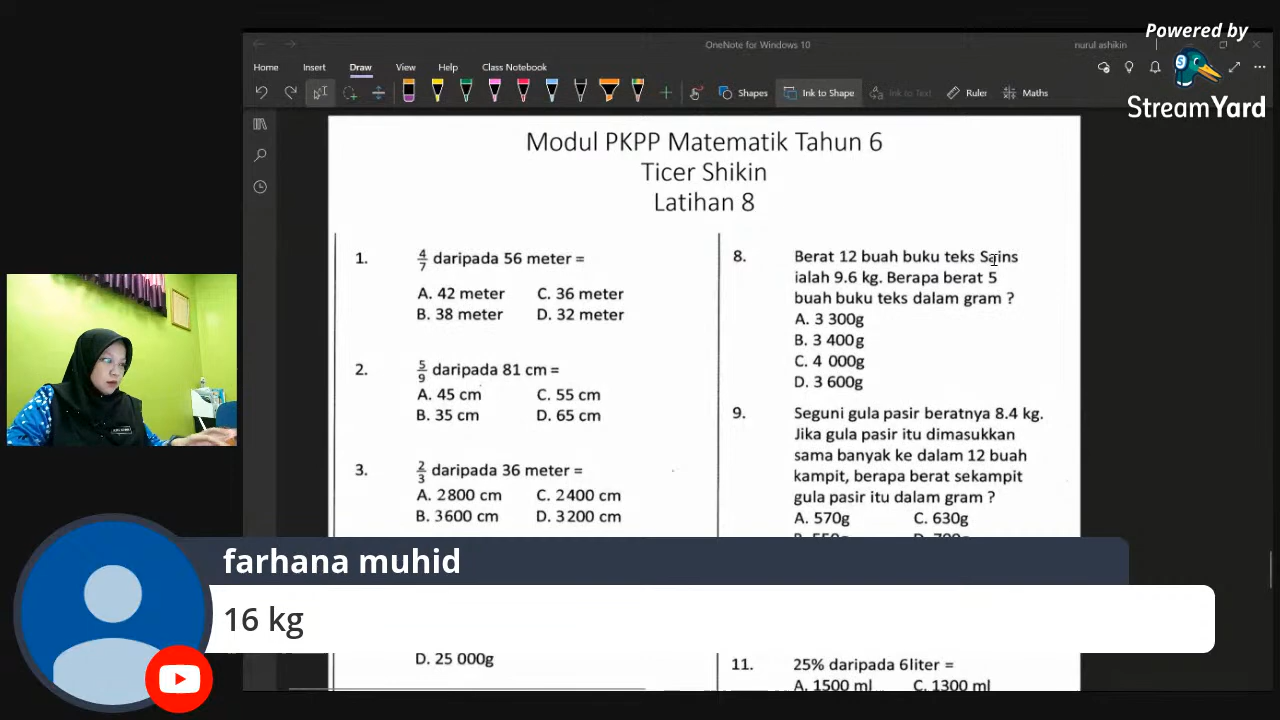 Powered by
StreamYard
OneNote for Windows 10
nurul ashikin
Home Insert Draw View Help Class Notebook
Shapes Ink to Shape Ink to Text Ruler Maths
Modul PKPP Matematik Tahun 6
Ticer Shikin
Latihan 8
1. 4/7 daripada 56 meter =
A. 42 meter C. 36 meter
B. 38 meter D. 32 meter
2. 5/9 daripada 81 cm =
A. 45 cm C. 55 cm
B. 35 cm D. 65 cm
3. 2/3 daripada 36 meter =
A. 2800 cm C. 2400 cm
B. 3600 cm D. 3200 cm
D. 25 000g
8. Berat 12 buah buku teks Sains
ialah 9.6 kg. Berapa berat 5
buah buku teks dalam gram ?
A. 3 300g
B. 3 400g
C. 4 000g
D. 3 600g
9. Seguni gula pasir beratnya 8.4 kg.
Jika gula pasir itu dimasukkan
sama banyak ke dalam 12 buah
kampit, berapa berat sekampit
gula pasir itu dalam gram ?
A. 570g C. 630g
11. 25% daripada 6 liter =
A. 1500 ml C. 1300 ml
farhana muhid
16 kg